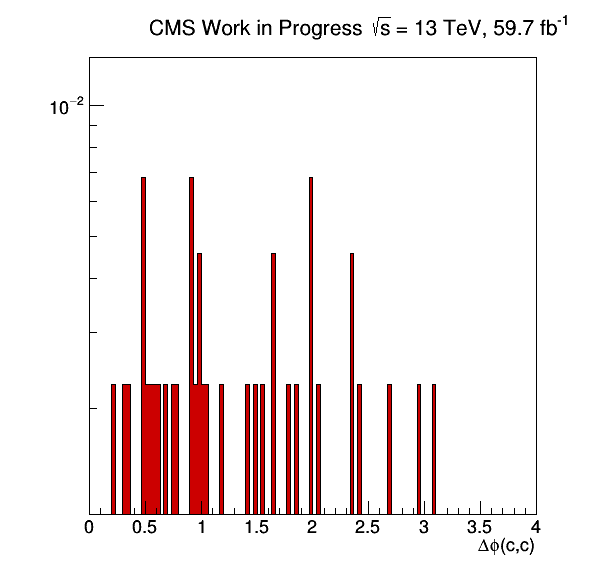 CMS Work in Progress √s = 13 TeV, 59.7 fb⁻¹
10⁻²
0 0.5 1 1.5 2 2.5 3 3.5 4
Δϕ(c,c)